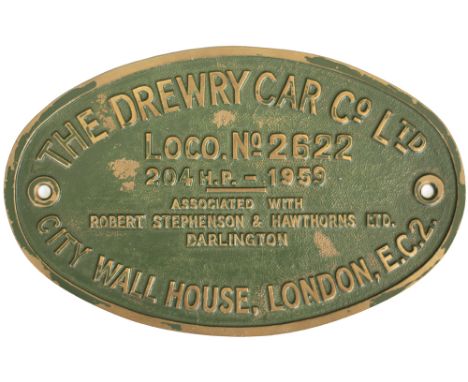 THE DREWRY CAR CO LTD
LOCO. NO 2622
204 H.P. - 1959
ASSOCIATED WITH
ROBERT STEPHENSON & HAWTHORNS LTD.
DARLINGTON
CITY WALL HOUSE, LONDON, E.C.2.